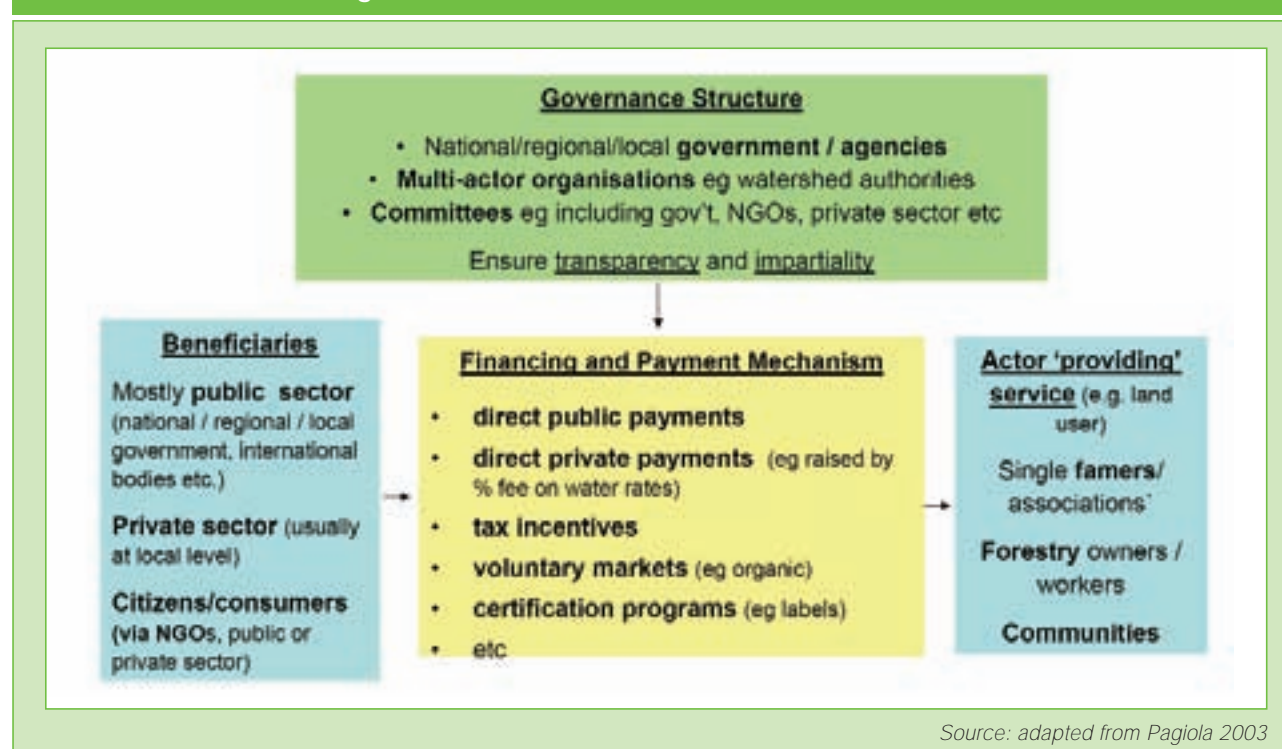 Governance Structure
• National/regional/local government / agencies
• Multi-actor organisations eg watershed authorities
• Committees eg including gov't, NGOs, private sector etc
Ensure transparency and impartiality
Beneficiaries
Mostly public sector
(national / regional / local
government, international
bodies etc.)
Private sector (usually
at local level)
Citizens/consumers
(via NGOs, public or
private sector)
Financing and Payment Mechanism
• direct public payments
• direct private payments (eg raised by
% fee on water rates)
• tax incentives
• voluntary markets (eg organic)
• certification programs (eg labels)
• etc
Actor 'providing'
service (e.g. land
user)
Single famers/
associations`
Forestry owners /
workers
Communities
Source: adapted from Pagiola 2003